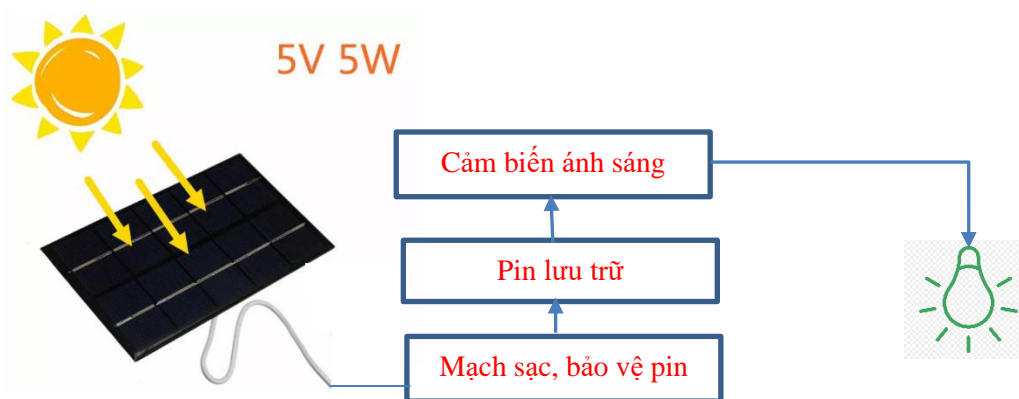 5V 5W
Cảm biến ánh sáng
Pin lưu trữ
Mạch sạc, bảo vệ pin